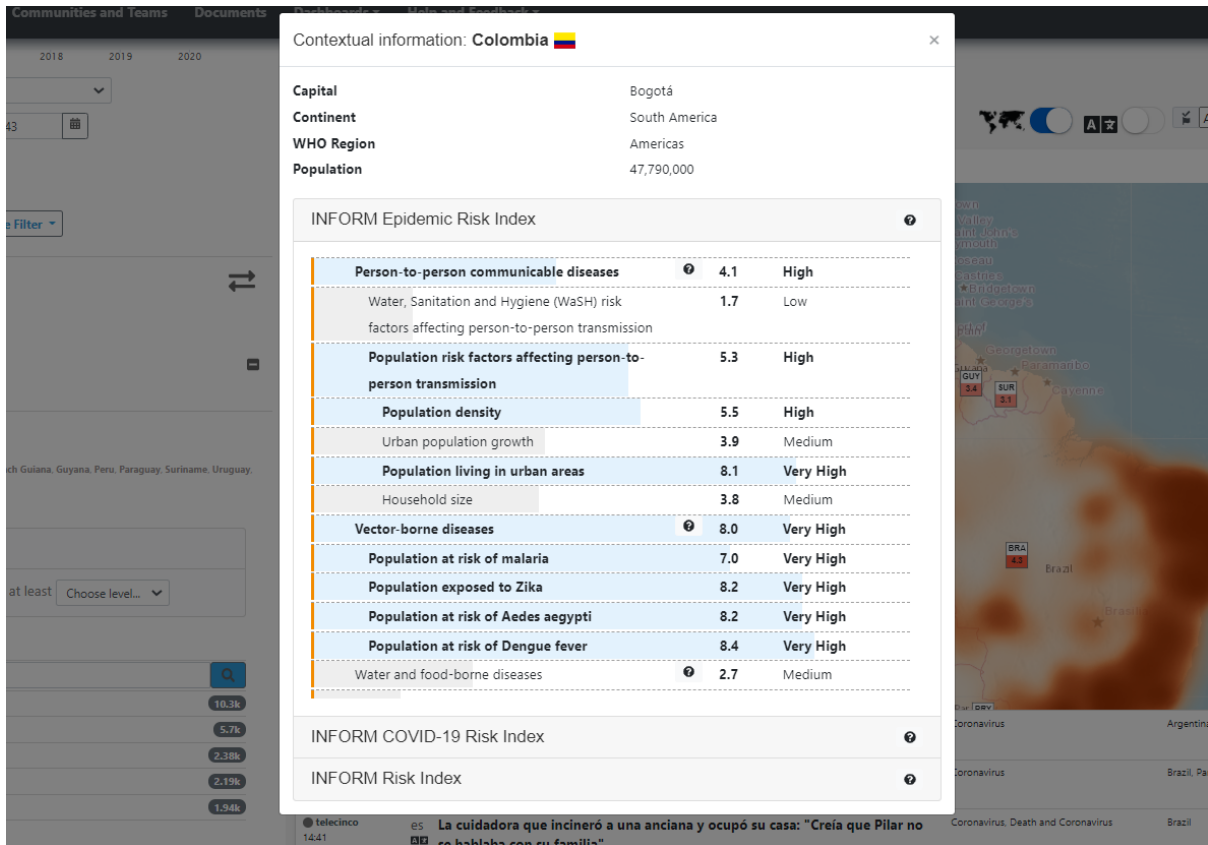 Communities and Teams Documents Dashboards Help and Feedback
2018 2019 2020
43
e Filter
ch Guiana, Guyana, Peru, Paraguay, Suriname, Uruguay,
at least Choose level...
10.3k
5.7k
2.38k
2.19k
1.94k
Contextual information: Colombia
×
Capital Bogotá
Continent South America
WHO Region Americas
Population 47,790,000
INFORM Epidemic Risk Index
Person-to-person communicable diseases 4.1 High
Water, Sanitation and Hygiene (WaSH) risk 1.7 Low
factors affecting person-to-person transmission
Population risk factors affecting person-to- 5.3 High
person transmission
Population density 5.5 High
Urban population growth 3.9 Medium
Population living in urban areas 8.1 Very High
Household size 3.8 Medium
Vector-borne diseases 8.0 Very High
Population at risk of malaria 7.0 Very High
Population exposed to Zika 8.2 Very High
Population at risk of Aedes aegypti 8.2 Very High
Population at risk of Dengue fever 8.4 Very High
Water and food-borne diseases 2.7 Medium
INFORM COVID-19 Risk Index
INFORM Risk Index
Valley
Castries
Bridgetown
Georgetown
Paramaribo
Cayenne
GUY
3.4
SUR
3.1
BRA
4.3
Brazil
PRY
Coronavirus Argentina
Coronavirus Brazil, Pa
telecinco
14:41
es La cuidadora que incineró a una anciana y ocupó su casa: "Creía que Pilar no
se hablaba con su familia"
Coronavirus, Death and Coronavirus Brazil